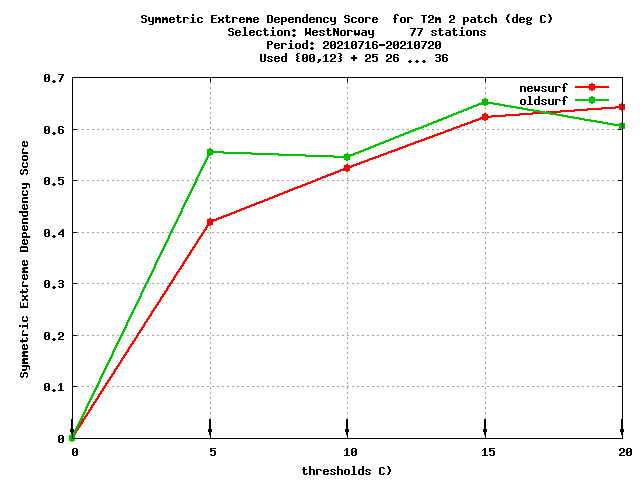 Symmetric Extreme Dependency Score  for T2m 2 patch (deg C)
Selection: WestNorway     77 stations
Period: 20210716-20210720
Used {00,12} + 25 26 ... 36
newsurf
oldsurf
Symmetric Extreme Dependency Score
0.7
0.6
0.5
0.4
0.3
0.2
0.1
0
0 5 10 15 20
thresholds C)